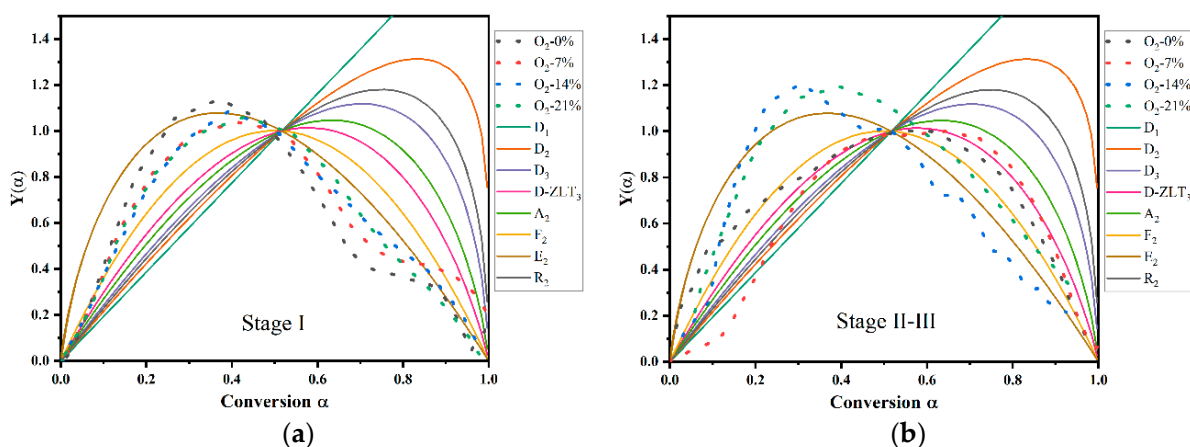 1.4
1.2
1.0
0.8
0.6
0.4
0.2
0.0
Y(α)
Stage I
0.0 0.2 0.4 0.6 0.8 1.0
Conversion α
(a)
O₂-0%
O₂-7%
O₂-14%
O₂-21%
D₁
D₂
D₃
D-ZLT₃
A₂
F₂
E₂
R₂
1.4
1.2
1.0
0.8
0.6
0.4
0.2
0.0
Y(α)
Stage II-III
0.0 0.2 0.4 0.6 0.8 1.0
Conversion α
(b)
O₂-0%
O₂-7%
O₂-14%
O₂-21%
D₁
D₂
D₃
D-ZLT₃
A₂
F₂
E₂
R₂